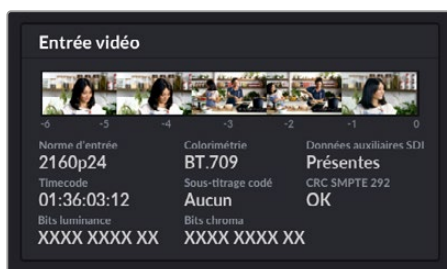 Entrée vidéo
-6 -5 -4 -3 -2 -1 0
Norme d'entrée Colorimétrie Données auxiliaires SDI
2160p24 BT.709 Présentes
Timecode Sous-titrage codé CRC SMPTE 292
01:36:03:12 Aucun OK
Bits luminance Bits chroma
XXXX XXXX XX XXXX XXXX XX